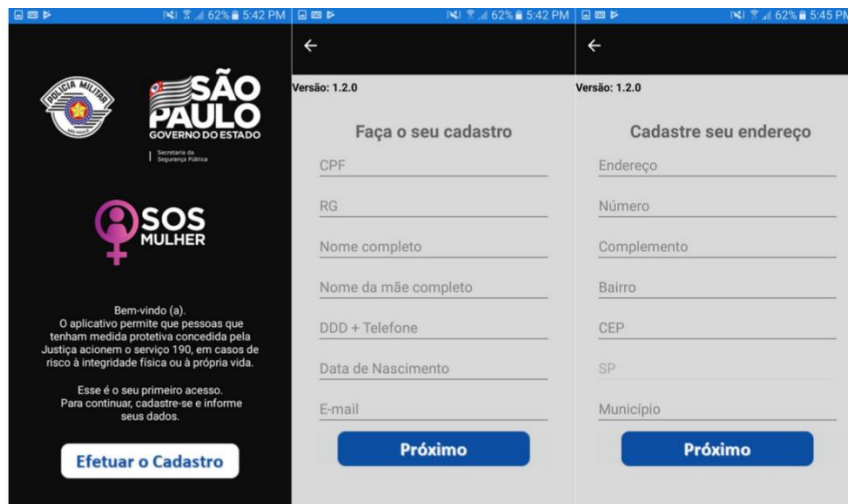 62% 5:42 PM
POLICIA MILITAR
SÃO PAULO
SÃO
PAULO
GOVERNO DO ESTADO
Secretaria da
Segurança Pública
SOS
MULHER
Bem-vindo (a).
O aplicativo permite que pessoas que
tenham medida protetiva concedida pela
Justiça acionem o serviço 190, em casos de
risco à integridade física ou à própria vida.
Esse é o seu primeiro acesso.
Para continuar, cadastre-se e informe
seus dados.
Efetuar o Cadastro
62% 5:42 PM
Versão: 1.2.0
Faça o seu cadastro
CPF
RG
Nome completo
Nome da mãe completo
DDD + Telefone
Data de Nascimento
E-mail
Próximo
62% 5:45 PM
Versão: 1.2.0
Cadastre seu endereço
Endereço
Número
Complemento
Bairro
CEP
SP
Município
Próximo